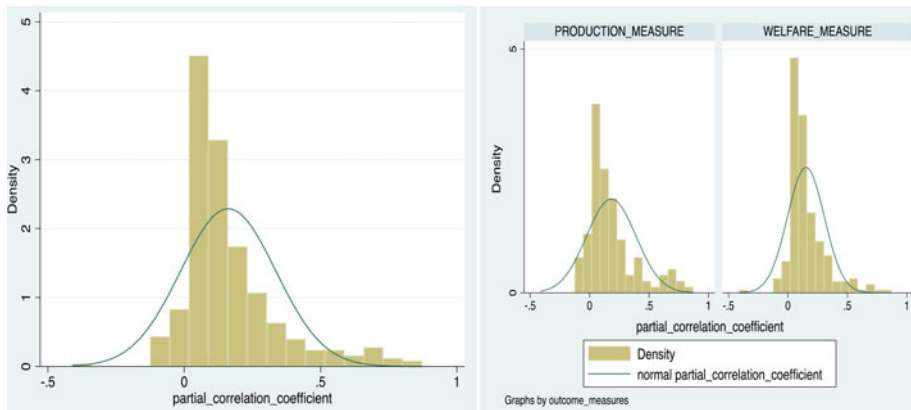 5
4
3
2
1
0
Density
-.5 0 .5 1
partial_correlation_coefficient
PRODUCTION_MEASURE WELFARE_MEASURE
5
0
Density
-.5 0 .5 1 -.5 0 .5 1
partial_correlation_coefficient
Density
normal partial_correlation_coefficient
Graphs by outcome_measures